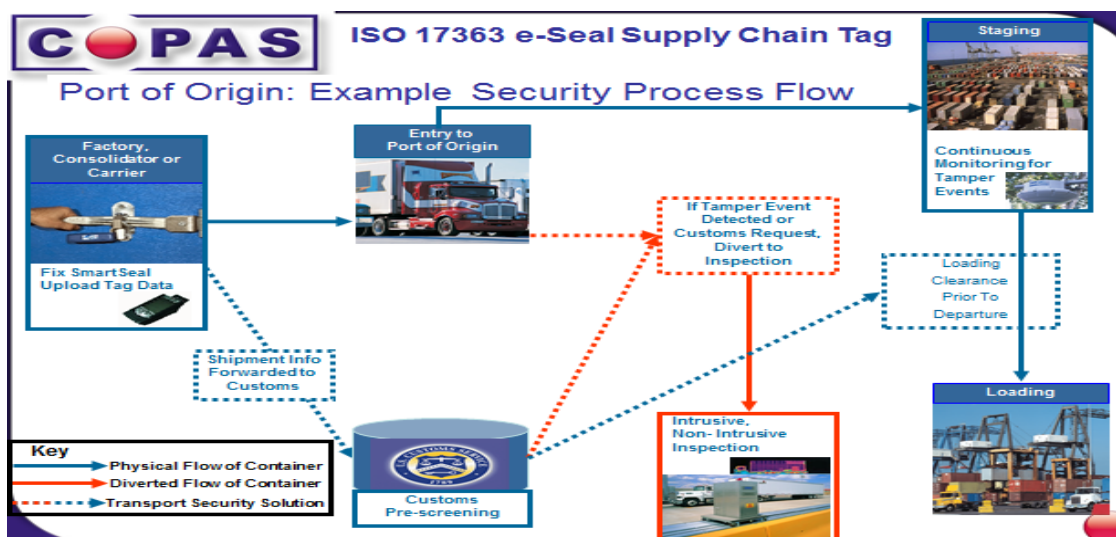 COPAS
ISO 17363 e-Seal Supply Chain Tag
Port of Origin: Example Security Process Flow
Factory,
Consolidator or
Carrier
Fix SmartSeal
Upload Tag Data
Entry to
Port of Origin
Staging
Continuous
Monitoring for
Tamper
Events
If Tamper Event
Detected or
Customs Request,
Divert to
Inspection
Loading
Clearance
Prior To
Departure
Shipment Info
Forwarded to
Customs
Customs
Pre-screening
Intrusive,
Non- Intrusive
Inspection
Loading
Key
Physical Flow of Container
Diverted Flow of Container
Transport Security Solution